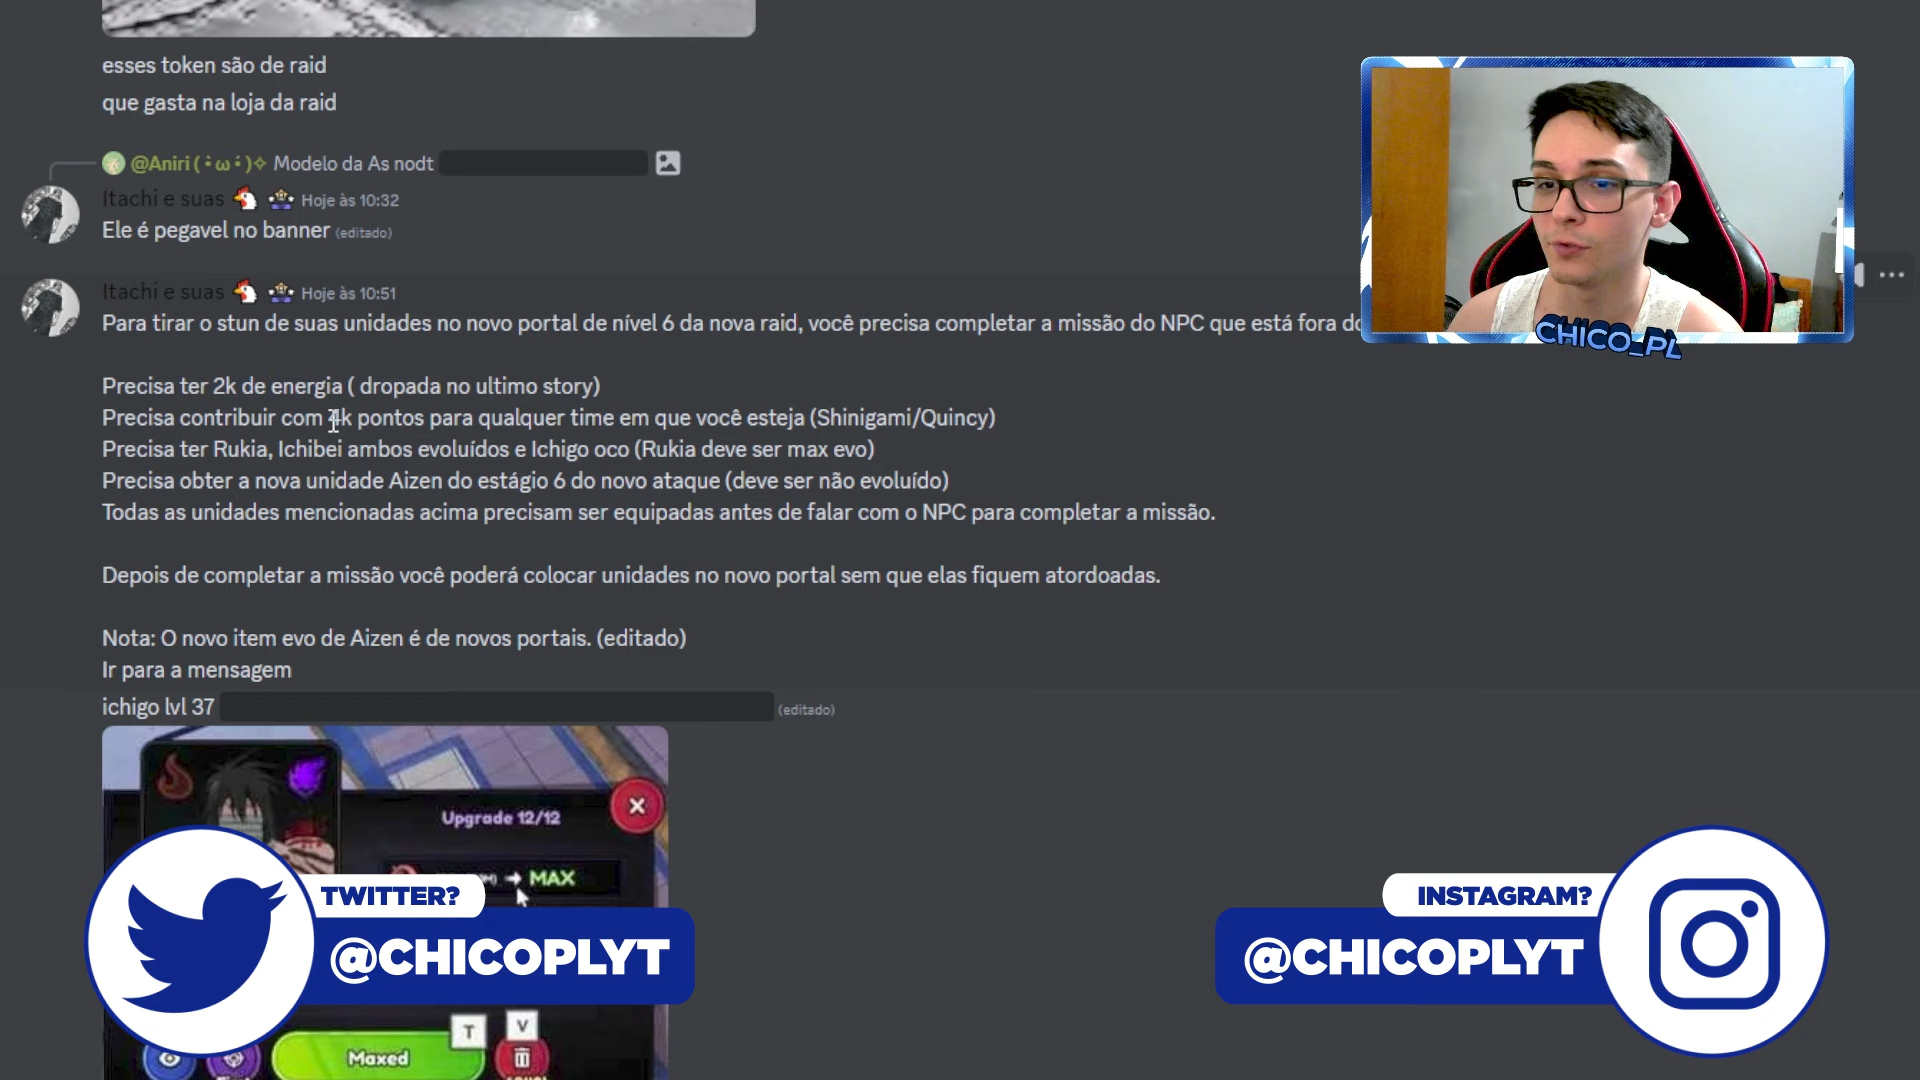 esses token são de raid
que gasta na loja da raid
@Aniri ( • ω • )✧ Modelo da As nodt
Itachi e suas 🐔 Hoje às 10:32
Ele é pegavel no banner (editado)
Itachi e suas 🐔 Hoje às 10:51
Para tirar o stun de suas unidades no novo portal de nível 6 da nova raid, você precisa completar a missão do NPC que está fora do
CHICO_PL
Precisa ter 2k de energia ( dropada no ultimo story)
Precisa contribuir com 4k pontos para qualquer time em que você esteja (Shinigami/Quincy)
Precisa ter Rukia, Ichibei ambos evoluídos e Ichigo oco (Rukia deve ser max evo)
Precisa obter a nova unidade Aizen do estágio 6 do novo ataque (deve ser não evoluído)
Todas as unidades mencionadas acima precisam ser equipadas antes de falar com o NPC para completar a missão.
Depois de completar a missão você poderá colocar unidades no novo portal sem que elas fiquem atordoadas.
Nota: O novo item evo de Aizen é de novos portais. (editado)
Ir para a mensagem
ichigo lvl 37 (editado)
Upgrade 12/12
MAX
TWITTER?
@CHICOPLYT
INSTAGRAM?
@CHICOPLYT
T
V
Maxed